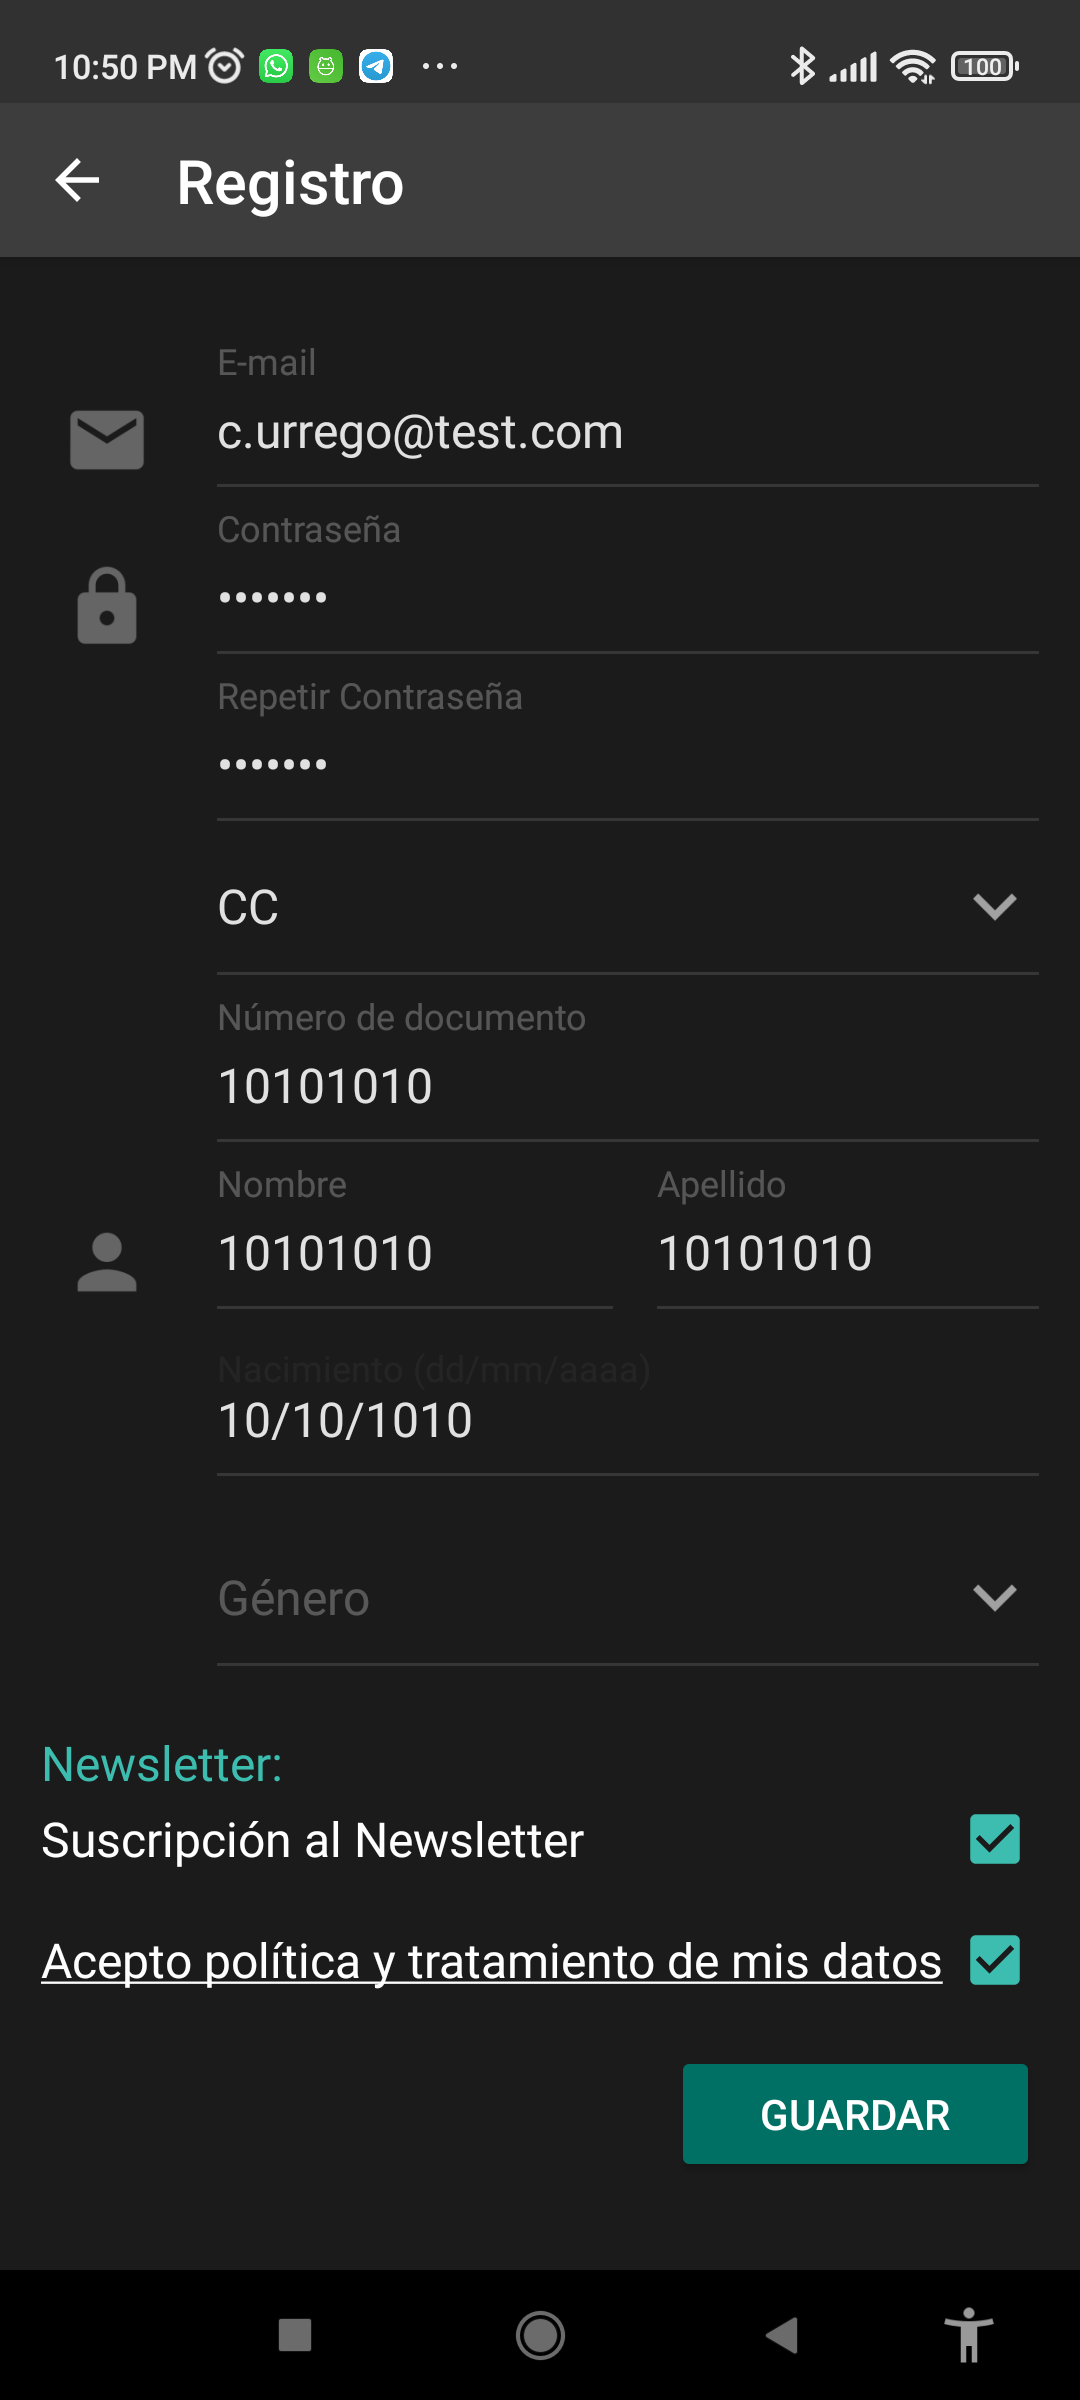 10:50 PM
100
Registro
E-mail
c.urrego@test.com
Contraseña
•••••••
Repetir Contraseña
•••••••
CC
Número de documento
10101010
Nombre Apellido
10101010 10101010
Nacimiento (dd/mm/aaaa)
10/10/1010
Género
Newsletter:
Suscripción al Newsletter
Acepto política y tratamiento de mis datos
GUARDAR